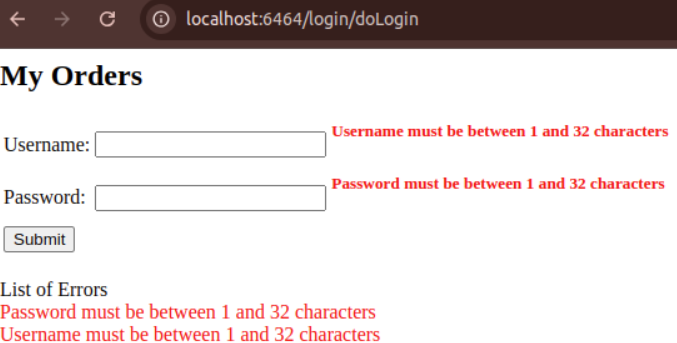 localhost:6464/login/doLogin
My Orders
Username:
Username must be between 1 and 32 characters
Password:
Password must be between 1 and 32 characters
Submit
List of Errors
Password must be between 1 and 32 characters
Username must be between 1 and 32 characters